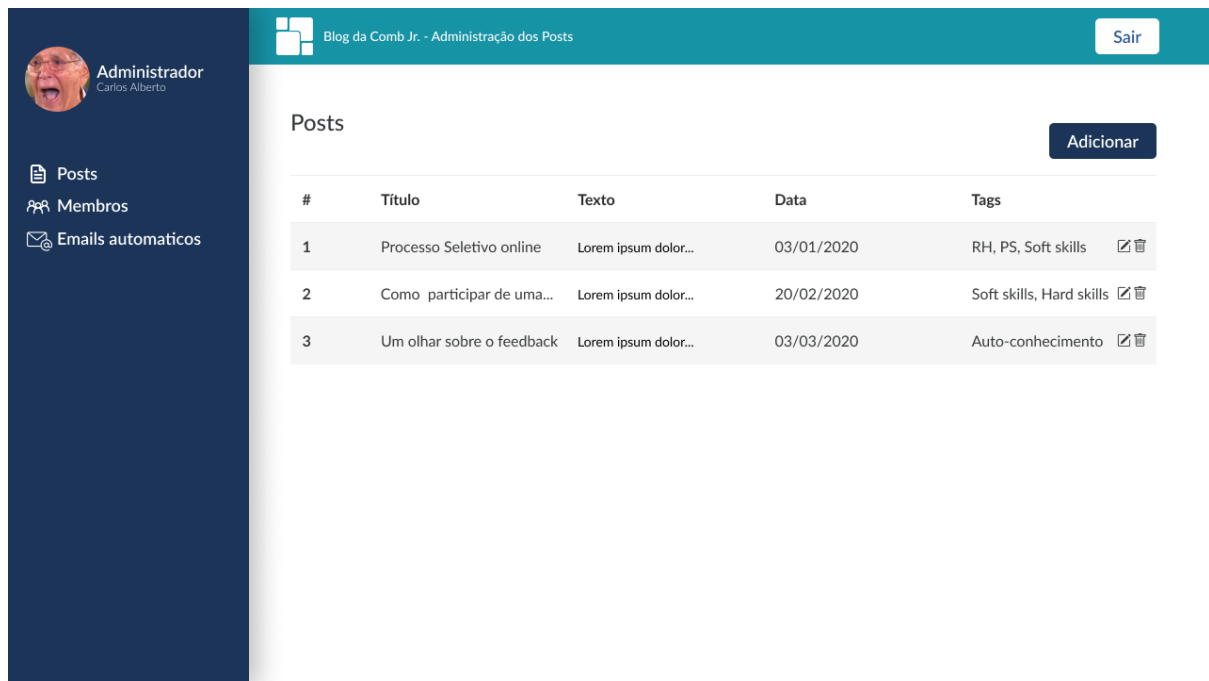 Blog da Comb Jr. - Administração dos Posts
Sair
Administrador
Carlos Alberto
Posts
Membros
Emails automaticos
Posts
Adicionar
# Título Texto Data Tags
1 Processo Seletivo online Lorem ipsum dolor... 03/01/2020 RH, PS, Soft skills
2 Como participar de uma... Lorem ipsum dolor... 20/02/2020 Soft skills, Hard skills
3 Um olhar sobre o feedback Lorem ipsum dolor... 03/03/2020 Auto-conhecimento